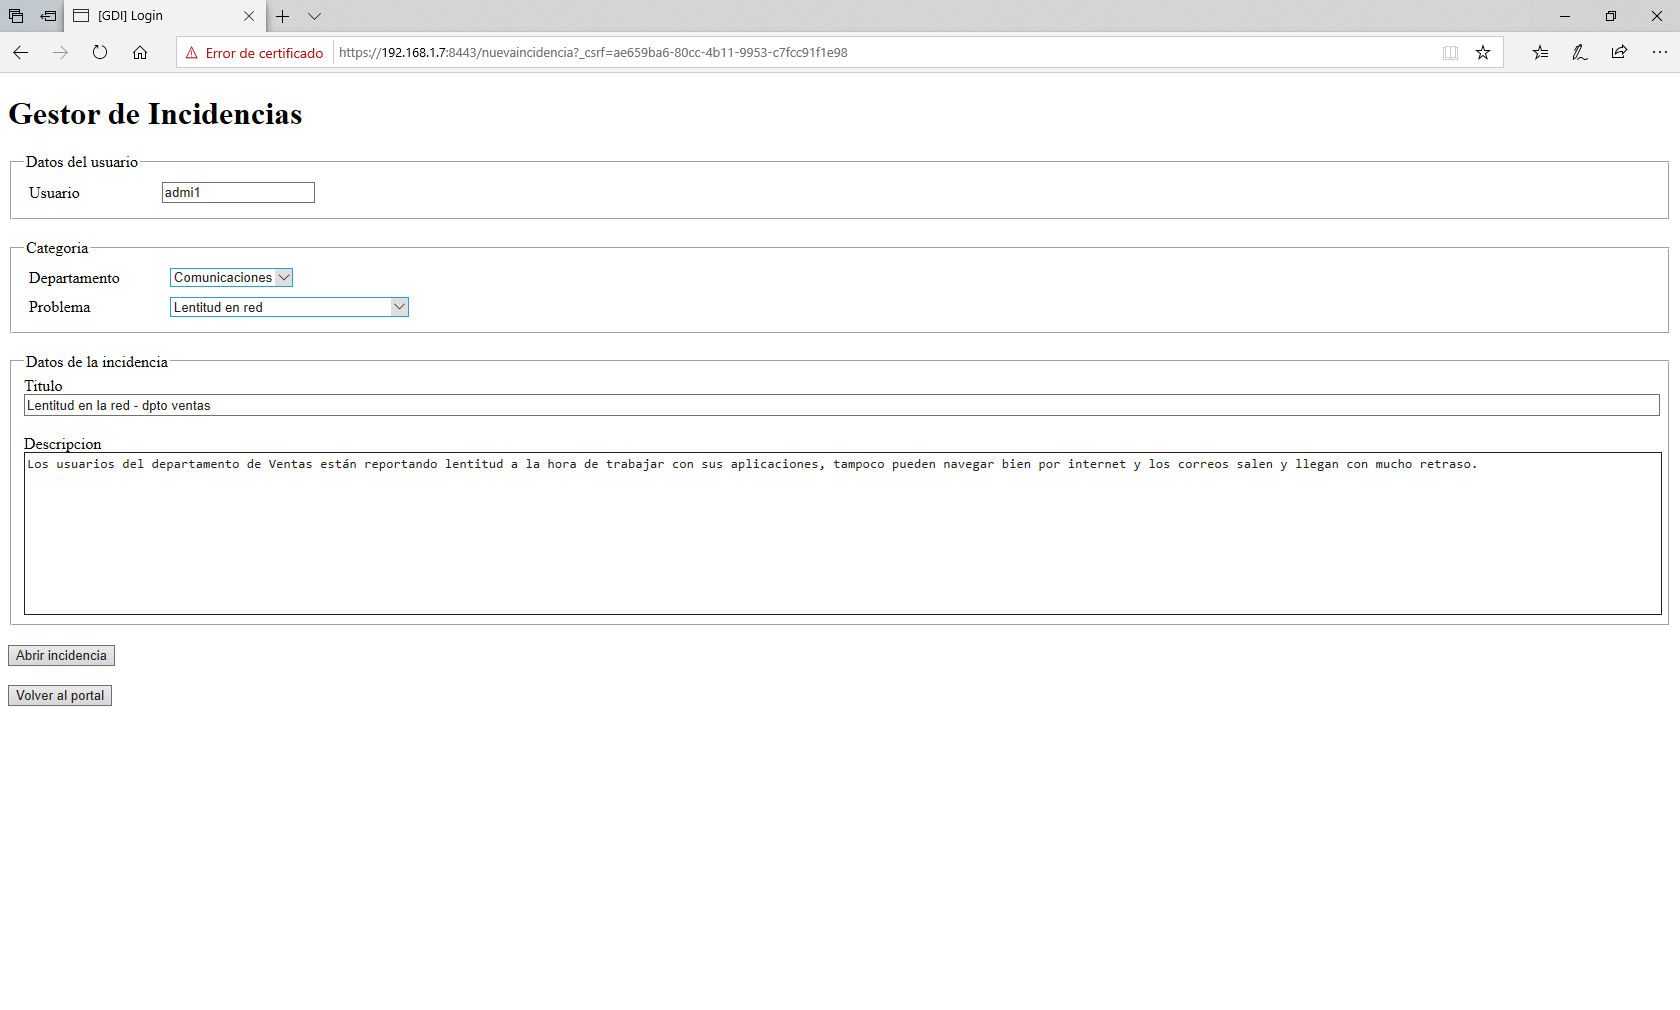 [GDI] Login
Error de certificado
https://192.168.1.7:8443/nuevaincidencia?_csrf=ae659ba6-80cc-4b11-9953-c7fcc91f1e98
Gestor de Incidencias
Datos del usuario
Usuario admi1
Categoria
Departamento Comunicaciones
Problema Lentitud en red
Datos de la incidencia
Titulo
Lentitud en la red - dpto ventas
Descripcion
Los usuarios del departamento de Ventas están reportando lentitud a la hora de trabajar con sus aplicaciones, tampoco pueden navegar bien por internet y los correos salen y llegan con mucho retraso.
Abrir incidencia
Volver al portal